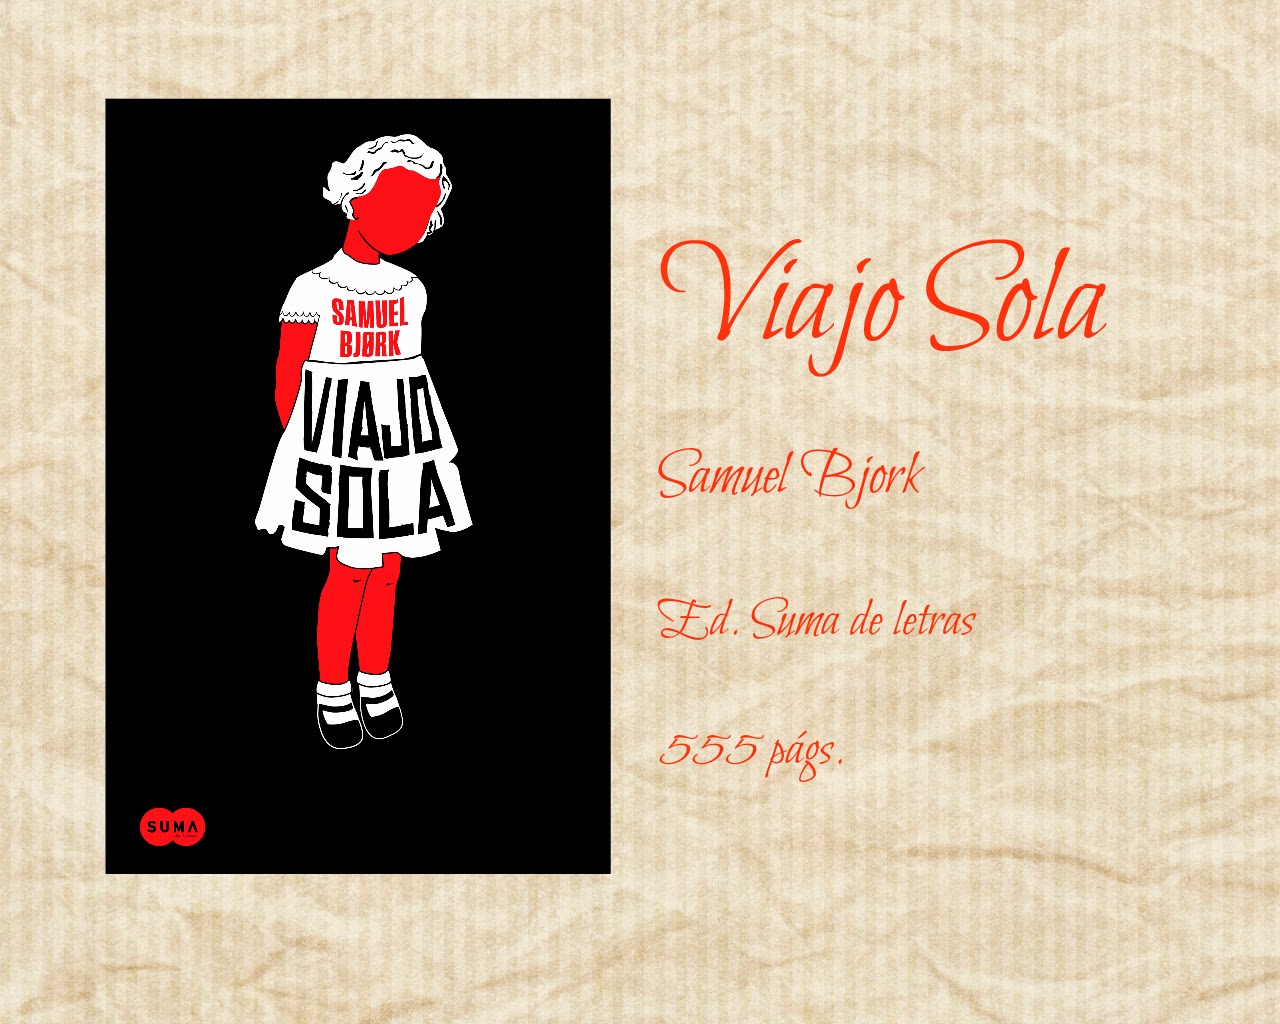 SAMUEL
BJØRK
VIAJO
SOLA
SUMA
Viajo Sola
Samuel Bjork
Ed. Suma de letras
555 págs.